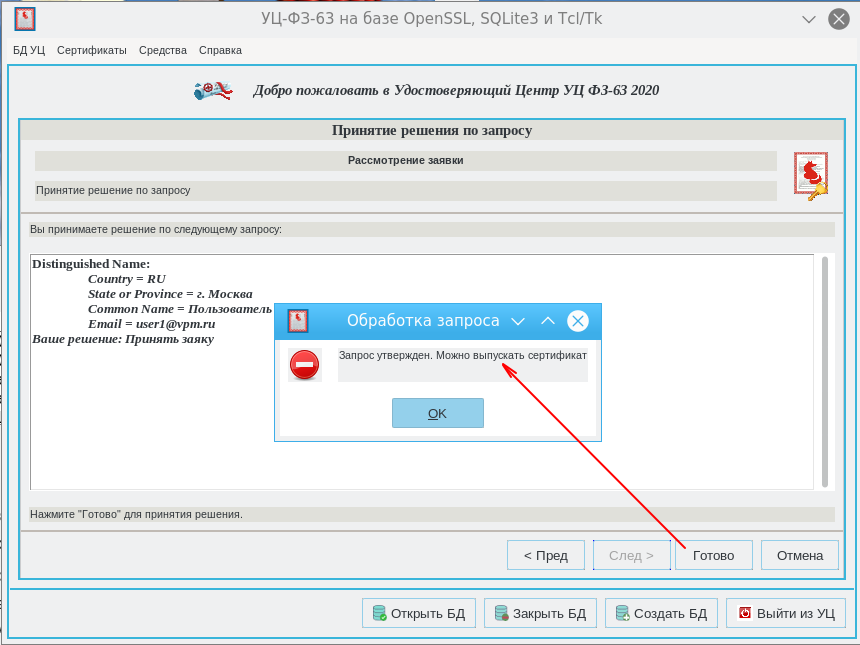 УЦ-ФЗ-63 на базе OpenSSL, SQLite3 и Tcl/Tk
БД УЦ Сертификаты Средства Справка
Добро пожаловать в Удостоверяющий Центр УЦ ФЗ-63 2020
Принятие решения по запросу
Рассмотрение заявки
Принятие решение по запросу
Вы принимаете решение по следующему запросу:
Distinguished Name:
Country = RU
State or Province = г. Москва
Common Name = Пользователь
Email = user1@vpm.ru
Ваше решение: Принять заяку
Обработка запроса
Запрос утвержден. Можно выпускать сертификат
OK
Нажмите "Готово" для принятия решения.
< Пред След > Готово Отмена
Открыть БД Закрыть БД Создать БД Выйти из УЦ